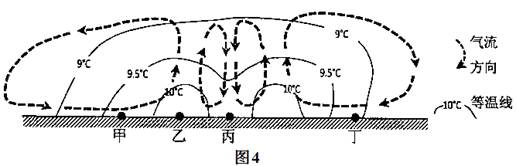 9℃ 9℃
9.5℃ 9.5℃
10℃ 10℃
气流
方向
10℃ 等温线
甲 乙 丙 丁
图4